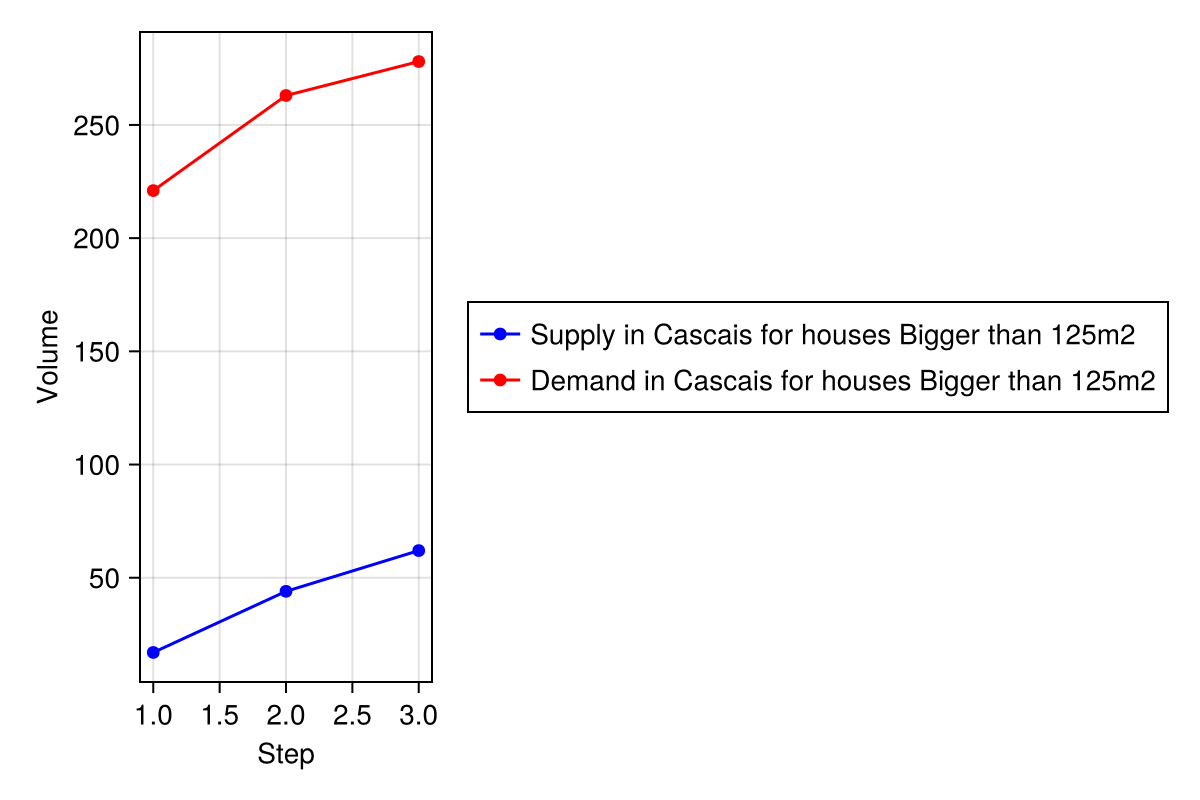 250
200
150
100
50
Volume
1.0 1.5 2.0 2.5 3.0
Step
Supply in Cascais for houses Bigger than 125m2
Demand in Cascais for houses Bigger than 125m2